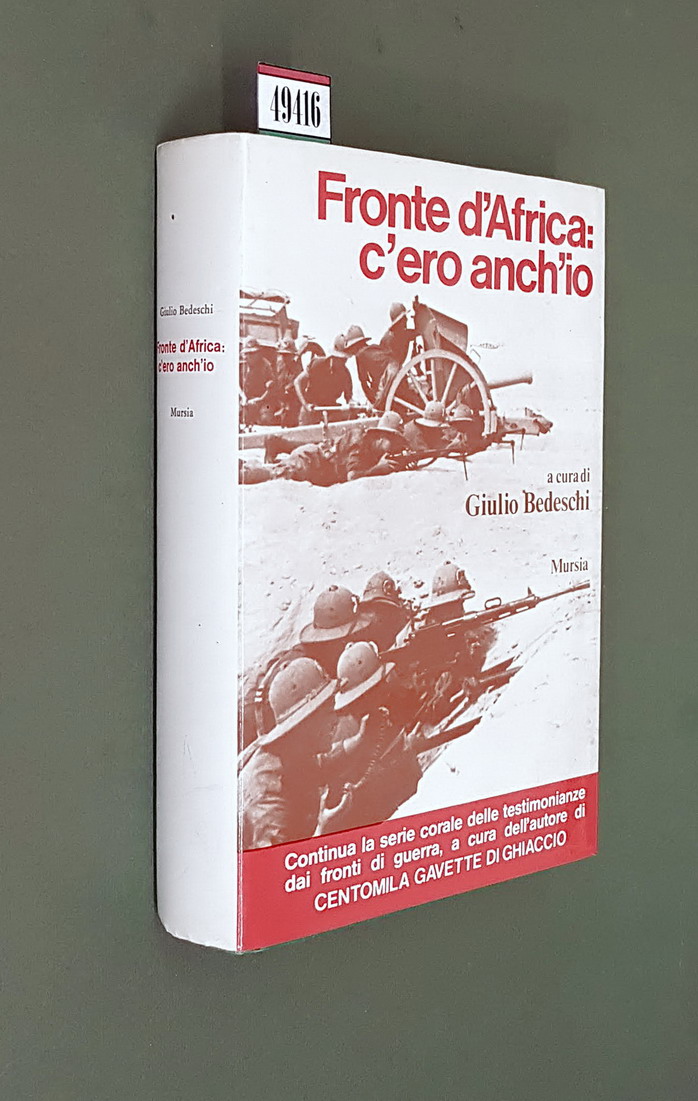 49416
Giulio Bedeschi
Fronte d'Africa:
c'ero anch'io
Mursia
Fronte d'Africa:
c'ero anch'io
a cura di
Giulio Bedeschi
Mursia
Continua la serie corale delle testimonianze
dai fronti di guerra, a cura dell'autore di
CENTOMILA GAVETTE DI GHIACCIO